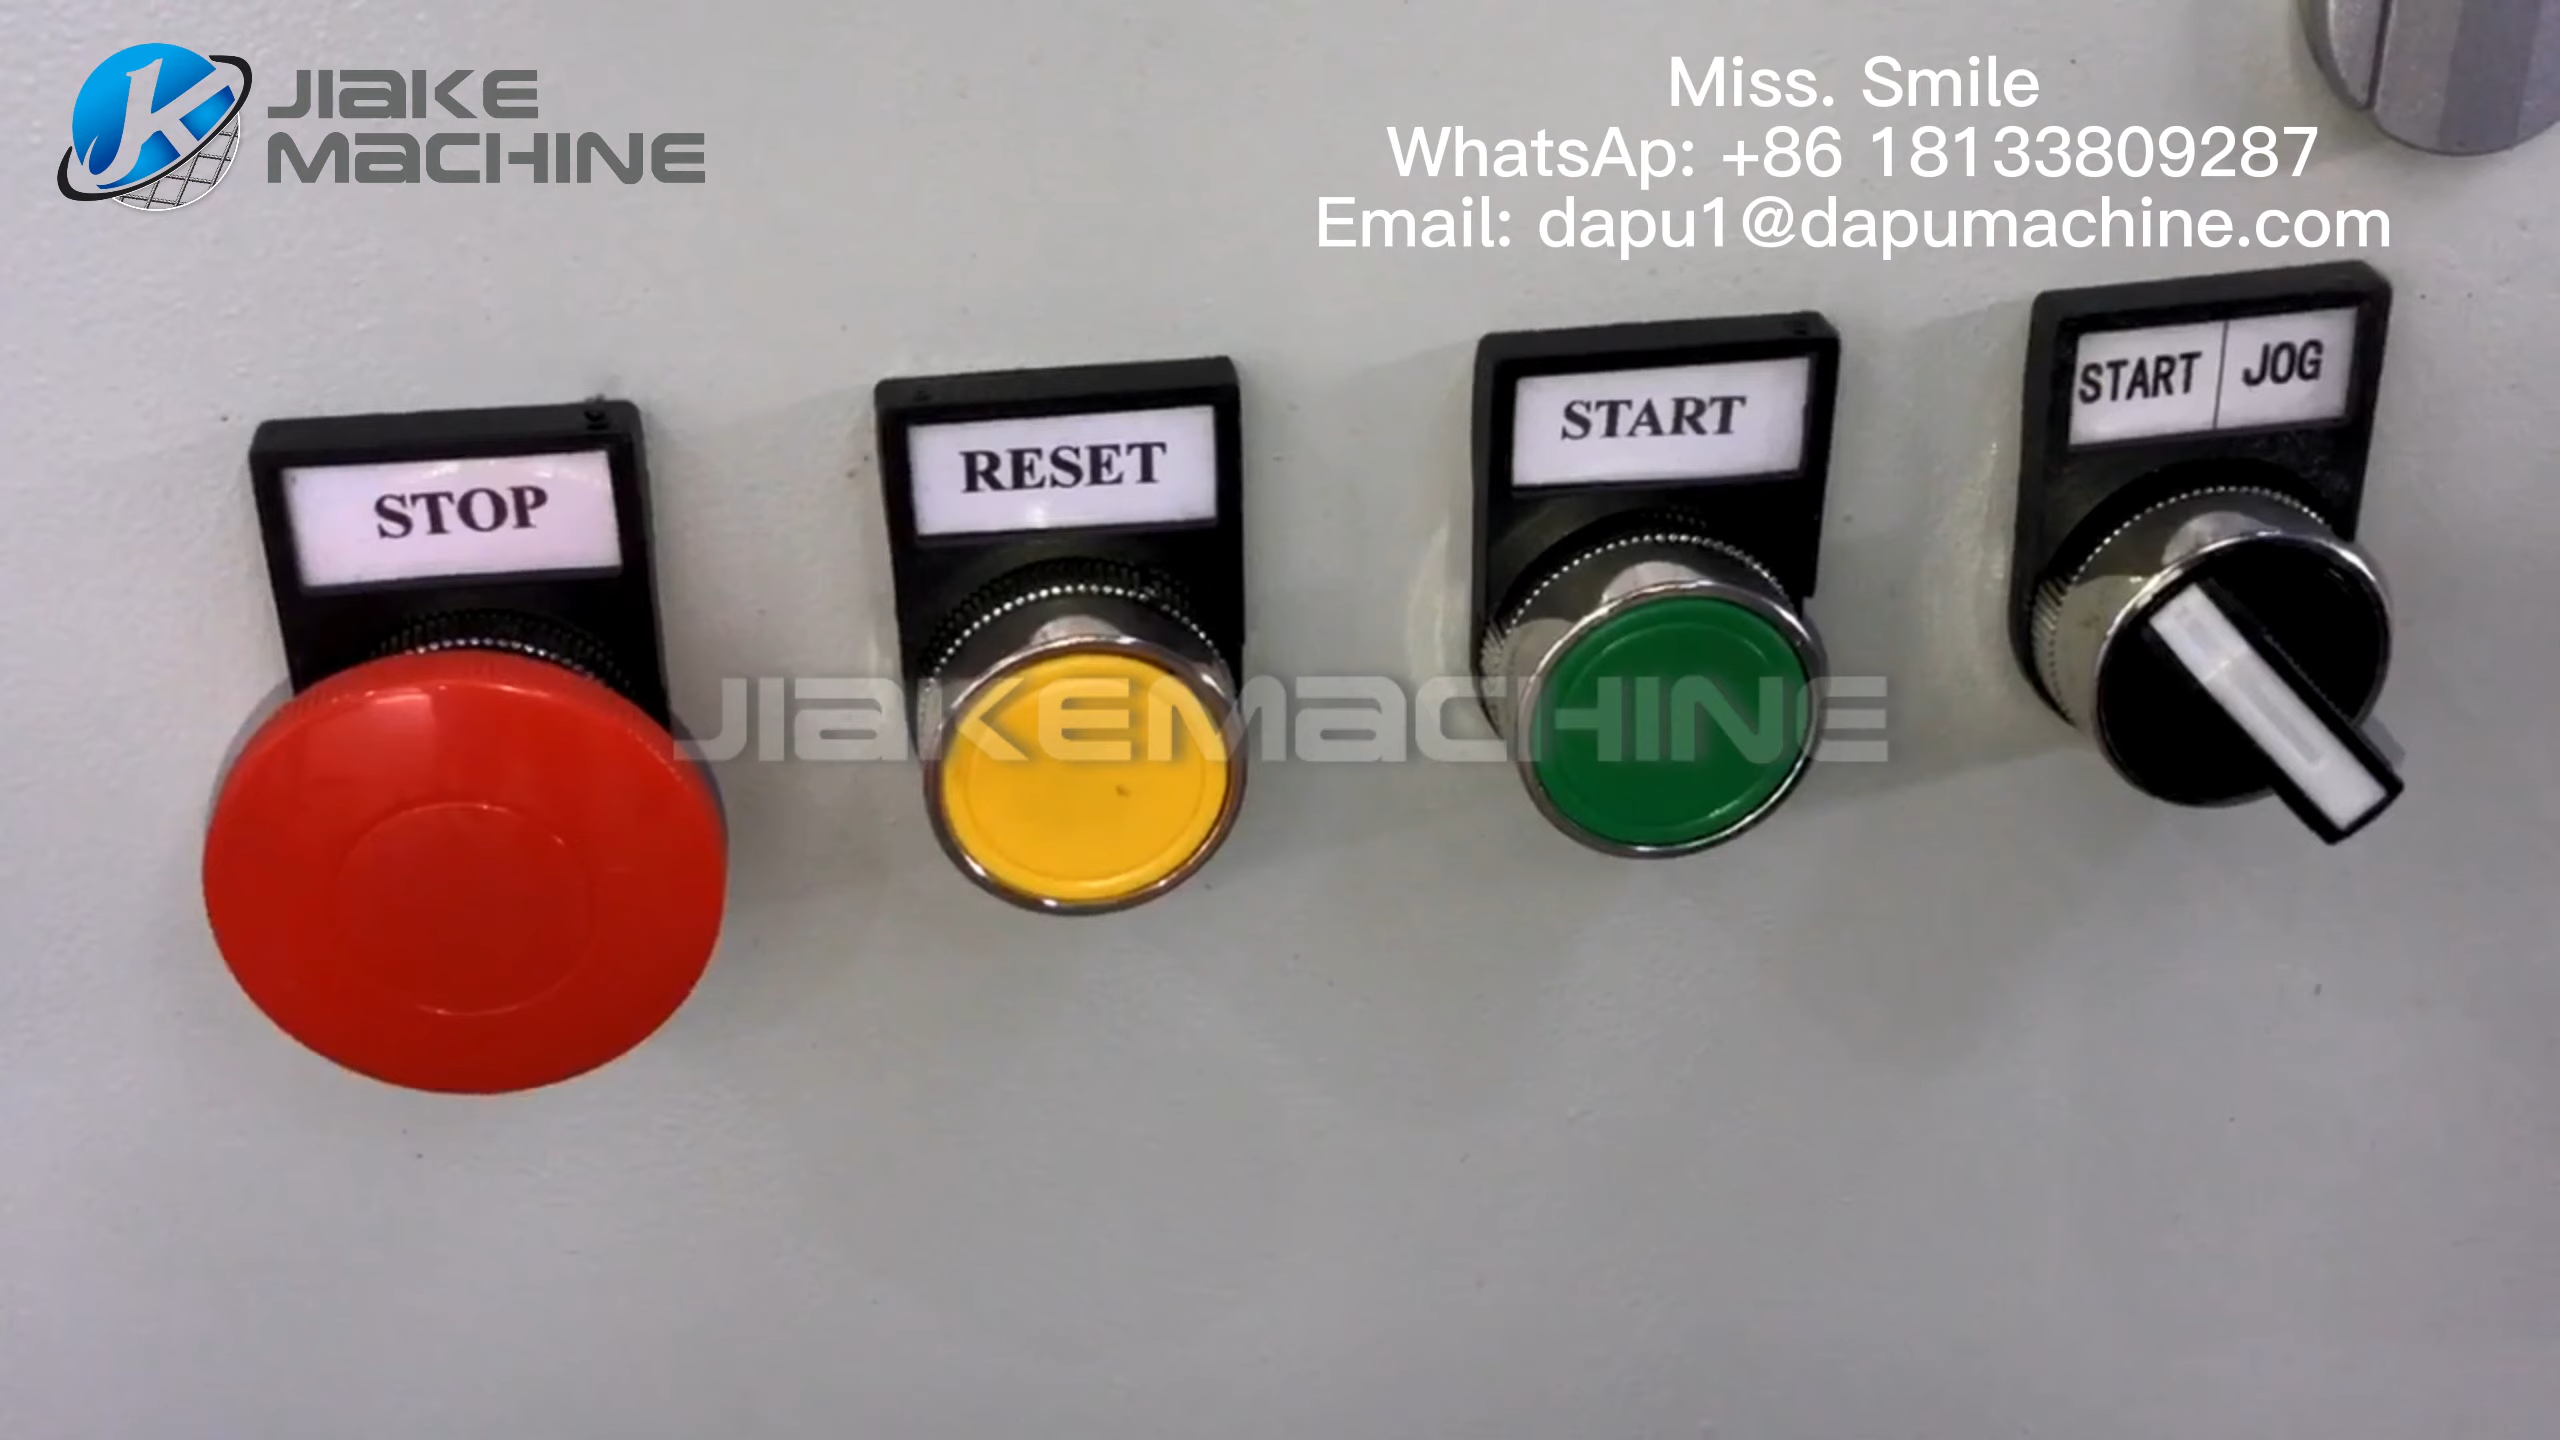 JIAKE
MACHINE
Miss. Smile
WhatsAp: +86 18133809287
Email: dapu1@dapumachine.com
STOP
RESET
START
START JOG
JIAKEMACHINE